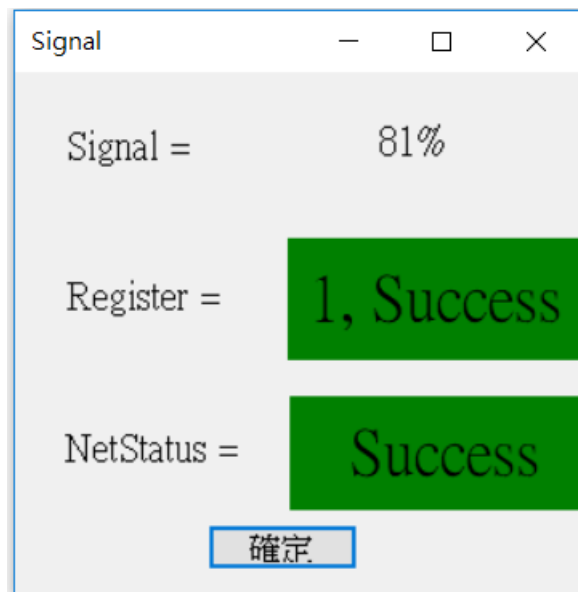 Signal
Signal = 81%
Register = 1, Success
NetStatus = Success
確定